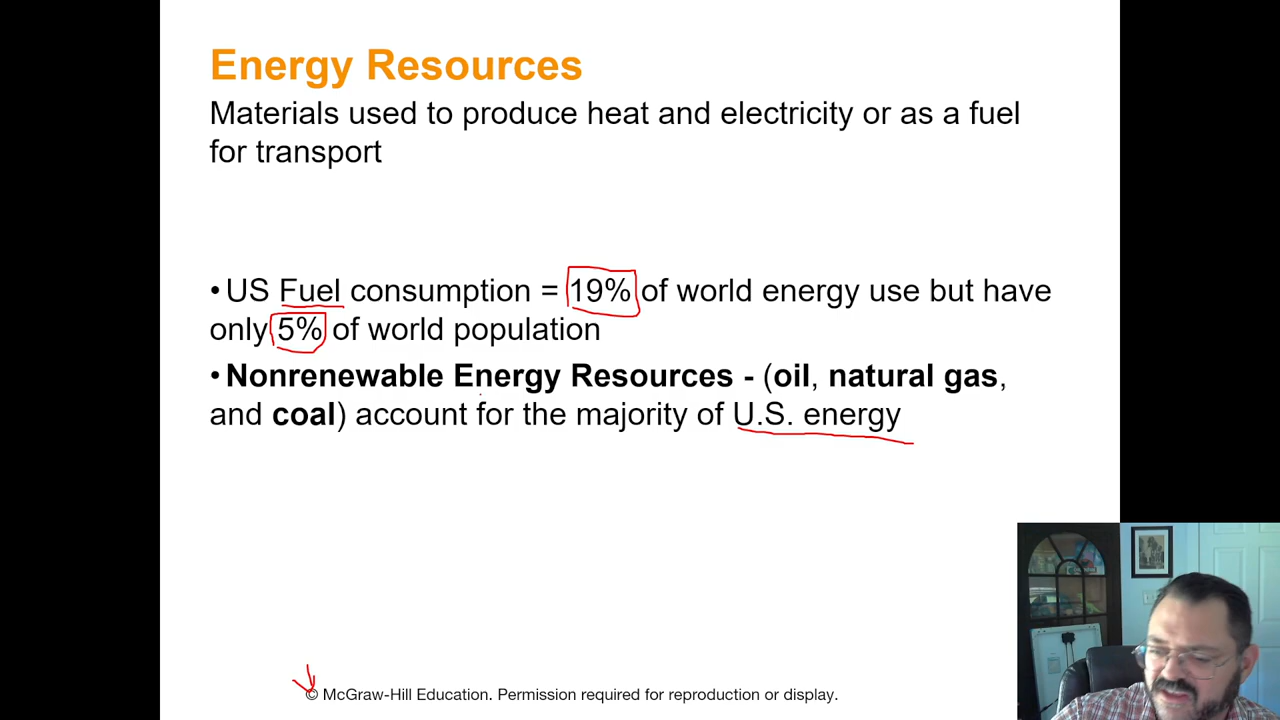 Energy Resources
Materials used to produce heat and electricity or as a fuel
for transport
•US Fuel consumption = 19% of world energy use but have
only 5% of world population
•Nonrenewable Energy Resources - (oil, natural gas,
and coal) account for the majority of U.S. energy
© McGraw-Hill Education. Permission required for reproduction or display.